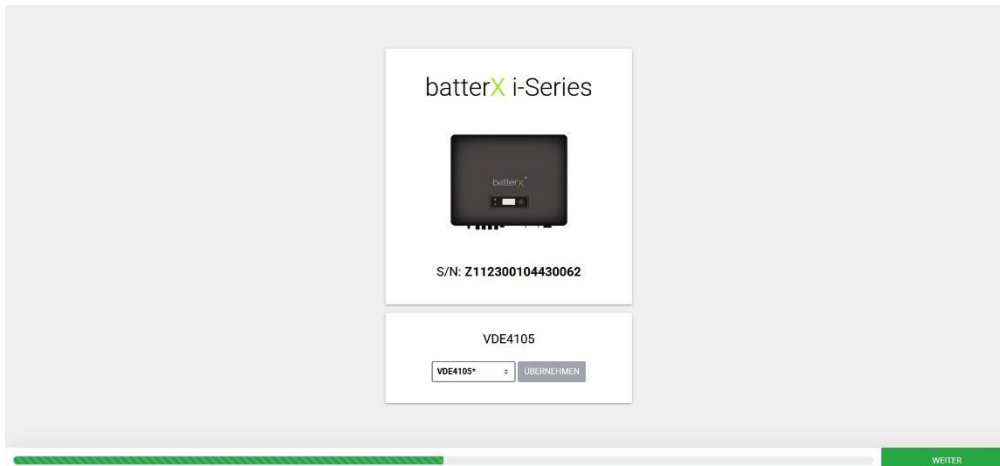 batterX i-Series
batterX
S/N: Z112300104430062
VDE4105
VDE4105*
ÜBERNEHMEN
WEITER